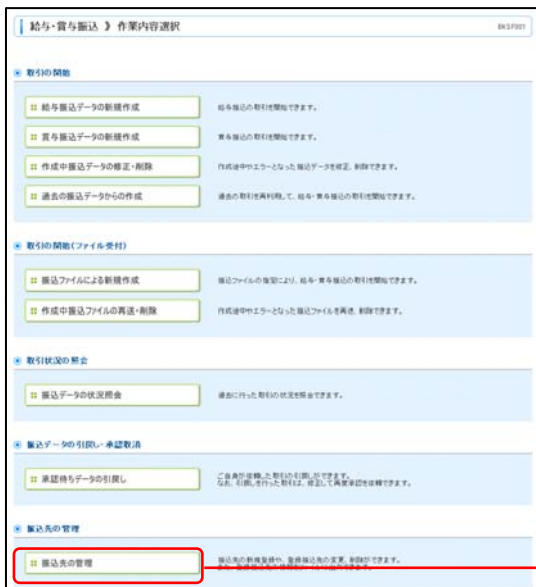 給与・賞与振込 》 作業内容選択
BKSF001
取引の開始
給与振込データの新規作成
給与振込の取引を開始できます。
賞与振込データの新規作成
賞与振込の取引を開始できます。
作成中振込データの修正・削除
作成途中やエラーとなった振込データを修正、削除できます。
過去の振込データからの作成
過去の取引を再利用して、給与・賞与振込の取引を開始できます。
取引の開始(ファイル受付)
振込ファイルによる新規作成
振込ファイルの指定により、給与・賞与振込の取引を開始できます。
作成中振込ファイルの再送・削除
作成途中やエラーとなった振込ファイルを再送、削除できます。
取引状況の照会
振込データの状況照会
過去に行った取引の状況を照会できます。
振込データの引戻し・承認取消
承認待ちデータの引戻し
ご自身が依頼した取引の引戻しができます。
なお、引戻しを行った取引は、修正して再度承認を依頼できます。
振込先の管理
振込先の管理
振込先の新規登録や、登録振込先の変更、削除ができます。